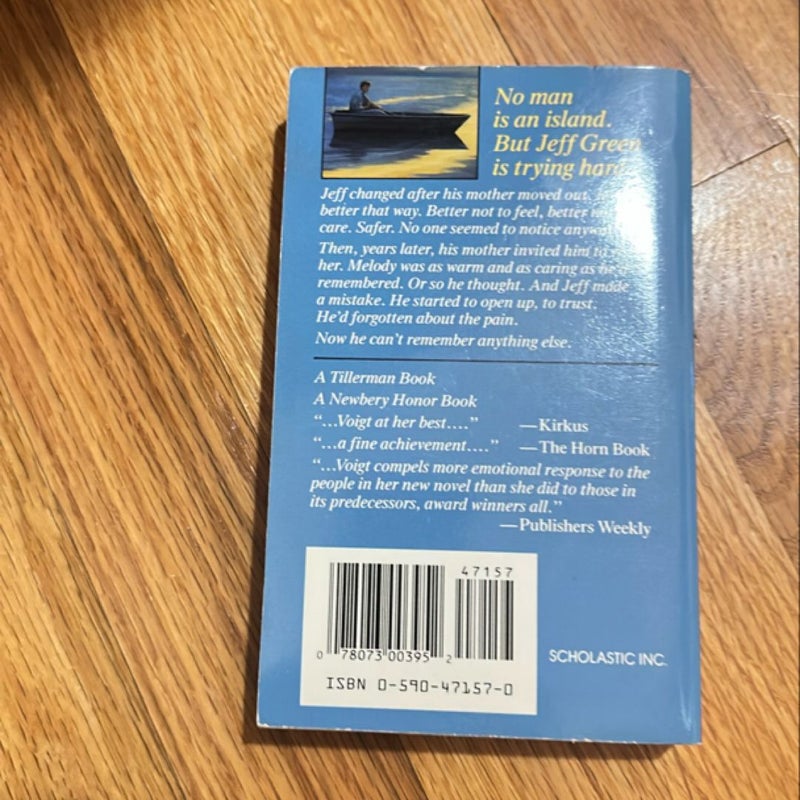 No man
is an island.
But Jeff Green
is trying hard
Jeff changed after his mother moved out.
better that way. Better not to feel, better
care. Safer. No one seemed to notice
Then, years later, his mother invited him to
her. Melody was as warm and as caring as
remembered. Or so he thought. And Jeff made
a mistake. He started to open up, to trust.
He'd forgotten about the pain.
Now he can't remember anything else.
A Tillerman Book
A Newbery Honor Book
“...Voigt at her best....” —Kirkus
“...a fine achievement....” —The Horn Book
“...Voigt compels more emotional response to the
people in her new novel than she did to those in
its predecessors, award winners all.”
—Publishers Weekly
47157
0 78073 00395 2
ISBN 0-590-47157-0
SCHOLASTIC INC.